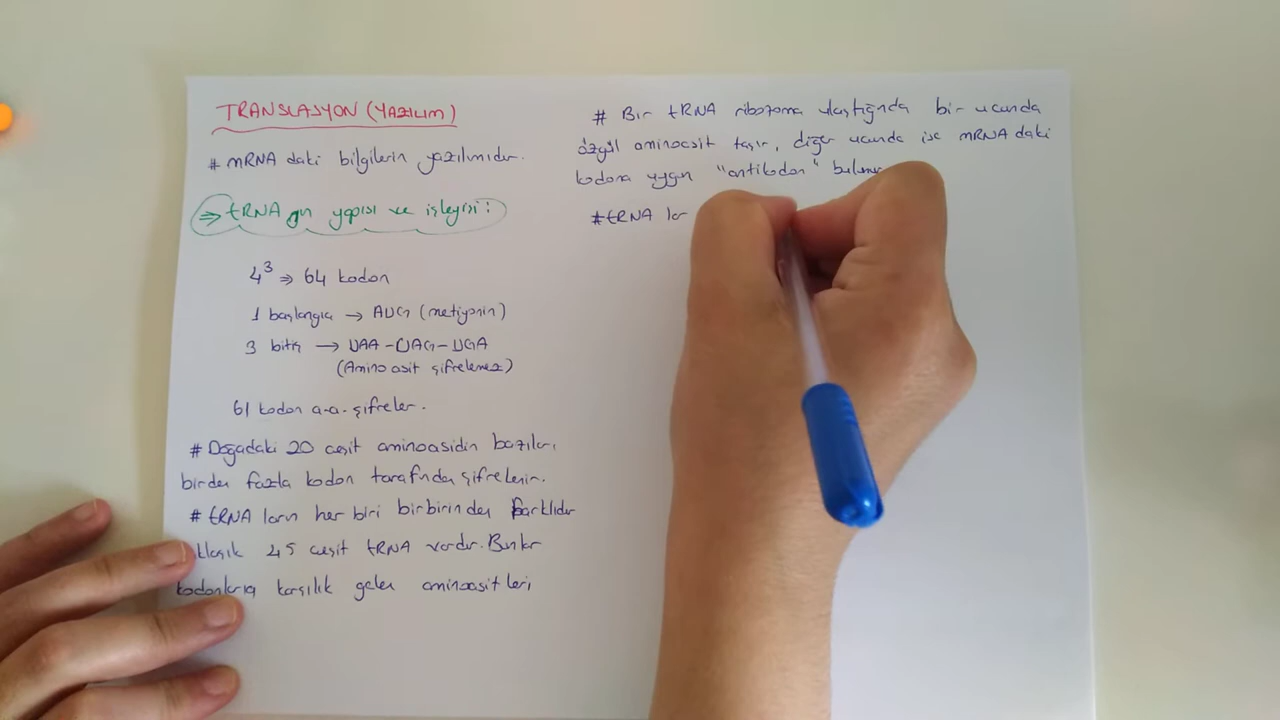 TRANSLASYON (YAZILIM)
# mRNA daki bilgilerin yazılımıdır.
⇒ tRNA ın yapısı ve işleyişi:
4³ ⇒ 64 kodon
1 başlangıç → AUG (metiyonin)
3 bitiş → UAA - UAG - UGA
(Amino asit şifrelemez)
61 kodon a.a. şifreler.
# Doğadaki 20 çeşit aminoasidin bazıları
birden fazla kodon tarafından şifrelenir.
# tRNA ların her biri birbirinden farklıdır
45 çeşit tRNA vardır. Bunlar
kodonlara karşılık gelen aminoasitleri
# Bir tRNA ribozoma ulaştığında bir ucunda
özgül aminoasit taşır, diğer ucunda ise mRNA daki
kodona uygun "antikodon"
# tRNA lar